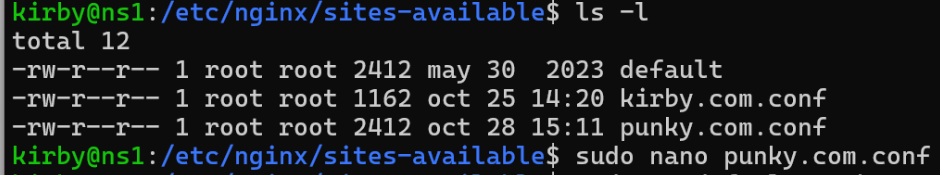 kirby@ns1:/etc/nginx/sites-available$ ls -l
total 12
-rw-r--r-- 1 root root 2412 may 30  2023 default
-rw-r--r-- 1 root root 1162 oct 25 14:20 kirby.com.conf
-rw-r--r-- 1 root root 2412 oct 28 15:11 punky.com.conf
kirby@ns1:/etc/nginx/sites-available$ sudo nano punky.com.conf